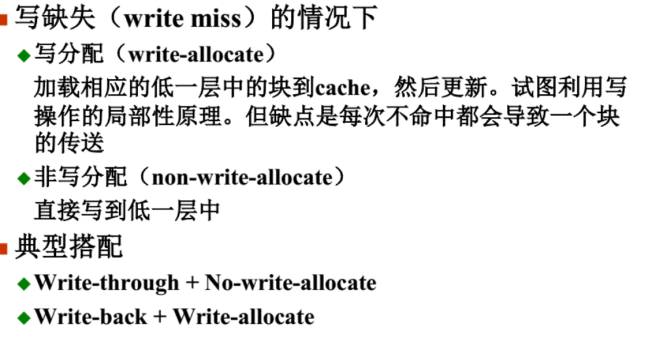 写缺失（write miss）的情况下
写分配（write-allocate）
加载相应的低一层中的块到cache，然后更新。试图利用写
操作的局部性原理。但缺点是每次不命中都会导致一个块
的传送
非写分配（non-write-allocate）
直接写到低一层中
典型搭配
Write-through + No-write-allocate
Write-back + Write-allocate